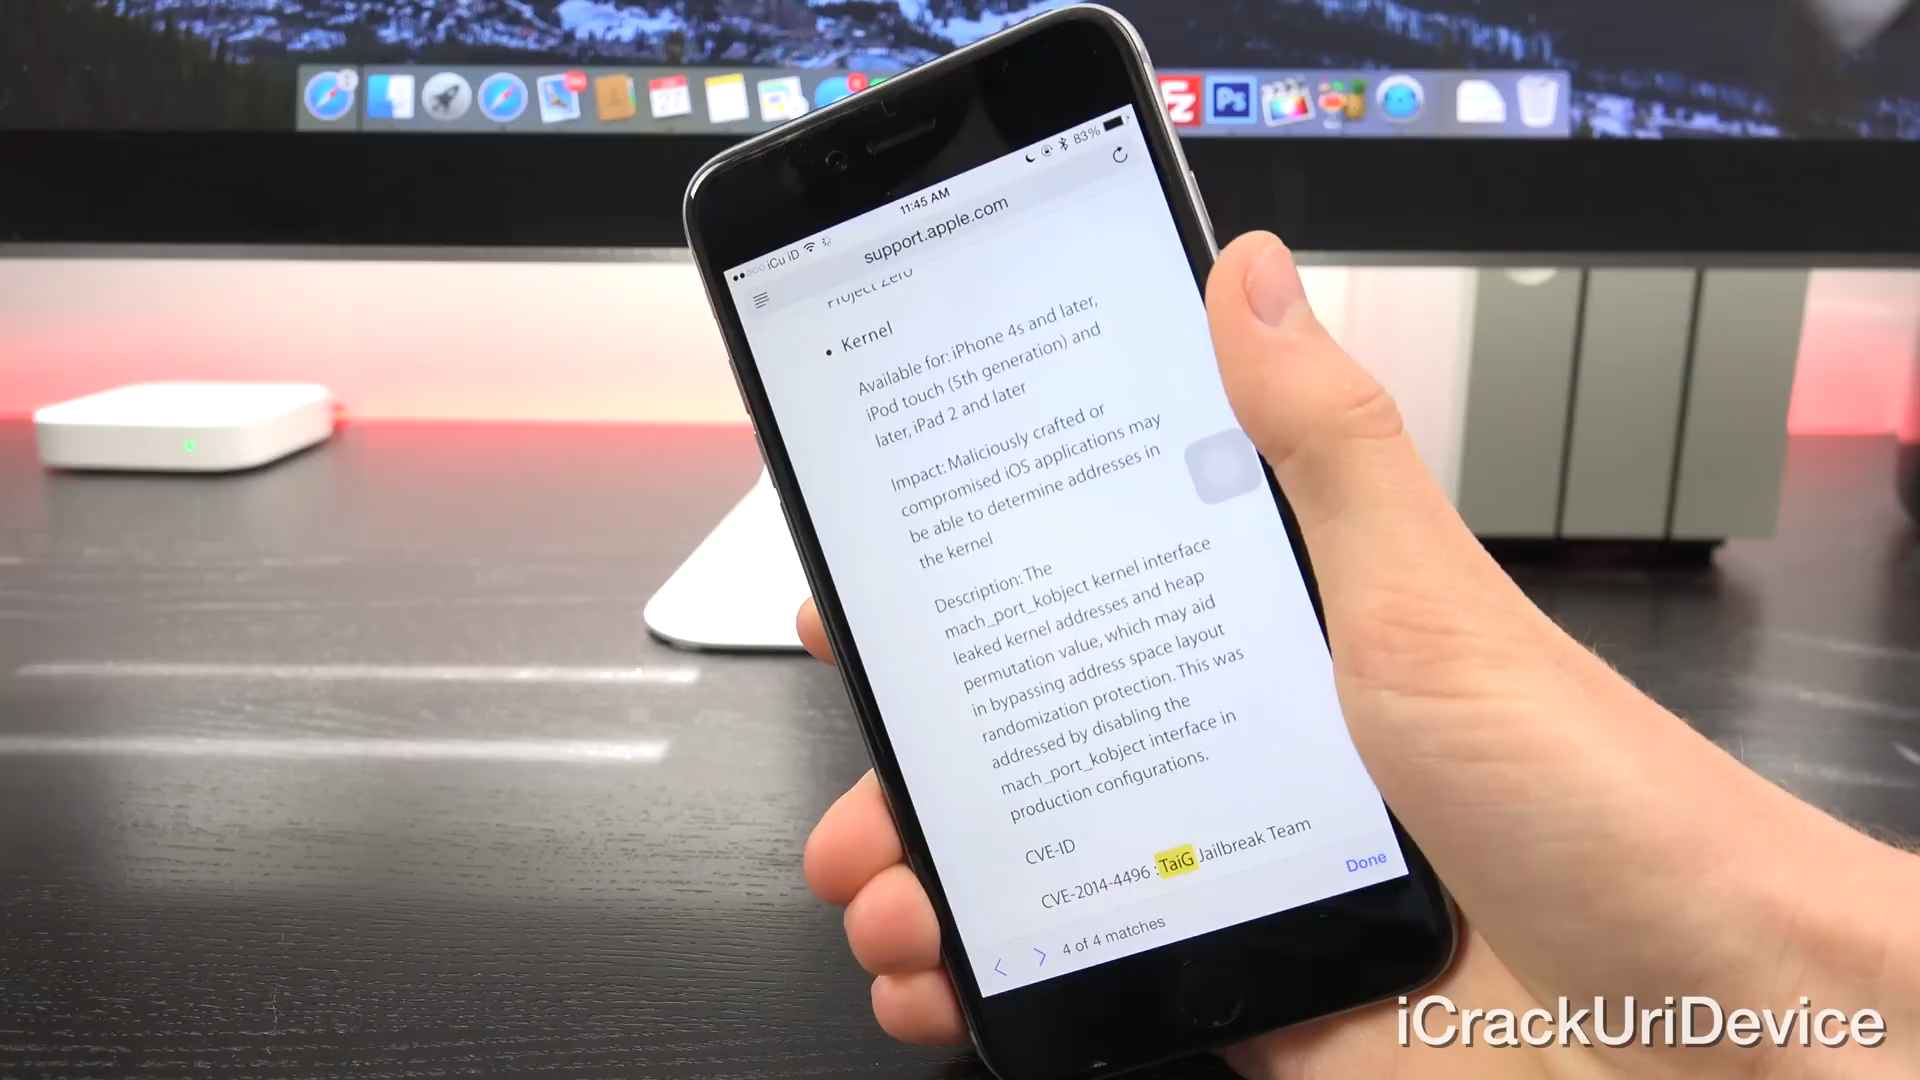 Ps
83%
11:45 AM
iCu iD
support.apple.com
Project Zero
• Kernel
Available for: iPhone 4s and later,
iPod touch (5th generation) and
later, iPad 2 and later
Impact: Maliciously crafted or
compromised iOS applications may
be able to determine addresses in
the kernel
Description: The
mach_port_kobject kernel interface
leaked kernel addresses and heap
permutation value, which may aid
in bypassing address space layout
randomization protection. This was
addressed by disabling the
mach_port_kobject interface in
production configurations.
CVE-ID
CVE-2014-4496 : TaiG Jailbreak Team
Done
4 of 4 matches
iCrackUriDevice